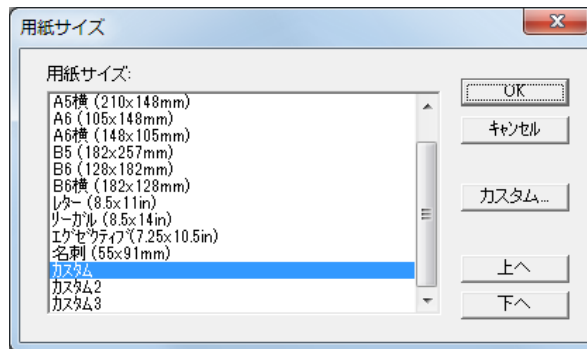 用紙サイズ
用紙サイズ:
A5横 (210x148mm)
A6 (105x148mm)
A6横 (148x105mm)
B5 (182x257mm)
B6 (128x182mm)
B6横 (182x128mm)
ﾚﾀｰ (8.5x11in)
ﾘｰｶﾞﾙ (8.5x14in)
ｴｸﾞｾﾞｸﾃｨﾌﾞ(7.25x10.5in)
名刺 (55x91mm)
ｶｽﾀﾑ
ｶｽﾀﾑ2
ｶｽﾀﾑ3
OK
ｷｬﾝｾﾙ
カスタム...
上へ
下へ